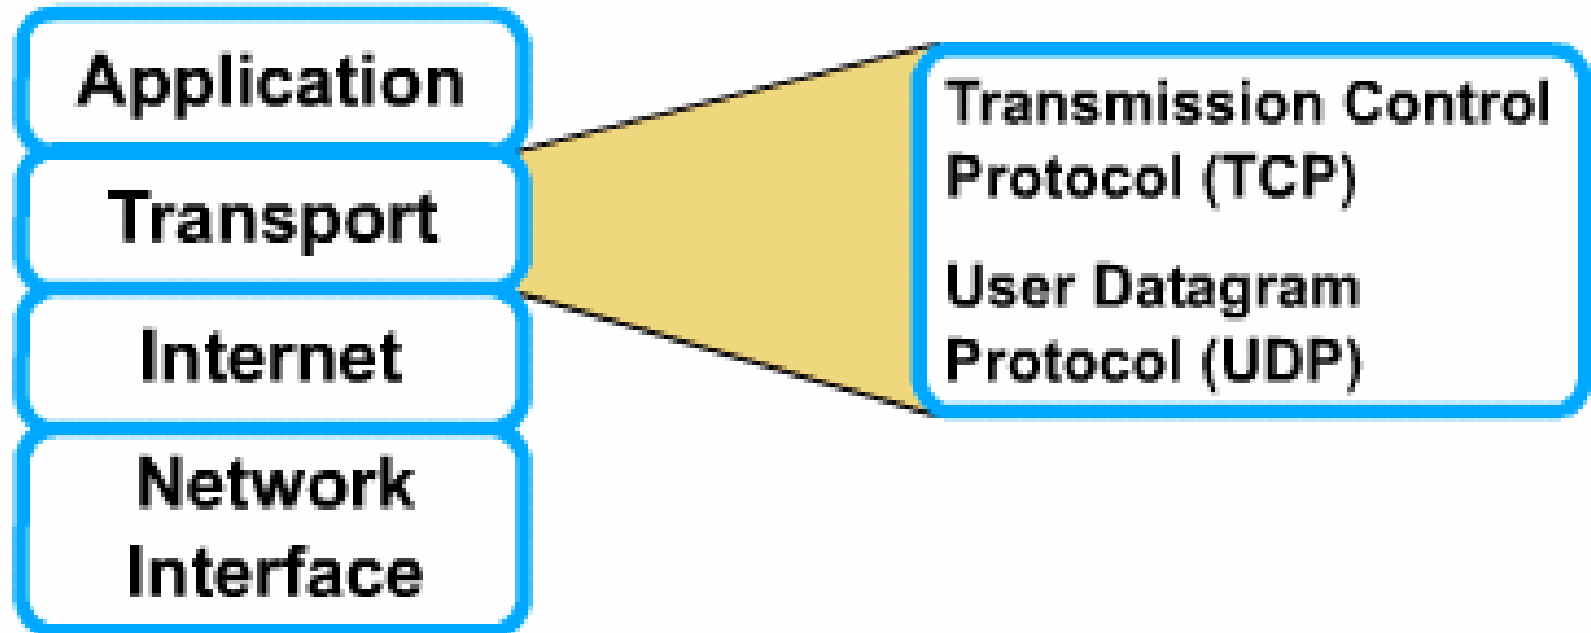 Application
Transport
Internet
Network
Interface
Transmission Control
Protocol (TCP)
User Datagram
Protocol (UDP)